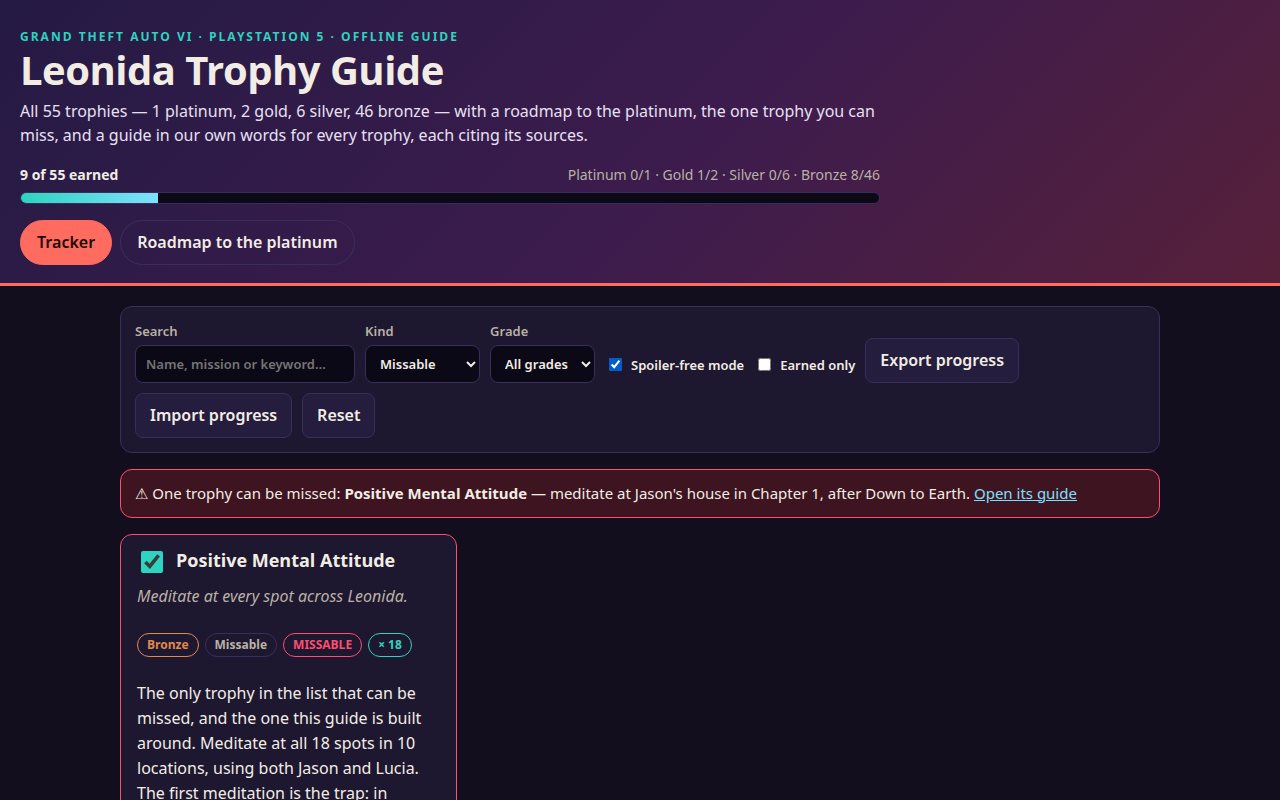 GRAND THEFT AUTO VI · PLAYSTATION 5 · OFFLINE GUIDE
Leonida Trophy Guide
All 55 trophies — 1 platinum, 2 gold, 6 silver, 46 bronze — with a roadmap to the platinum, the one trophy you can
miss, and a guide in our own words for every trophy, each citing its sources.
9 of 55 earned
Platinum 0/1 · Gold 1/2 · Silver 0/6 · Bronze 8/46
Tracker
Roadmap to the platinum
Search
Kind
Grade
Name, mission or keyword...
Missable
All grades
Spoiler-free mode
Earned only
Export progress
Import progress
Reset
⚠ One trophy can be missed: Positive Mental Attitude — meditate at Jason's house in Chapter 1, after Down to Earth. Open its guide
Positive Mental Attitude
Meditate at every spot across Leonida.
Bronze
Missable
MISSABLE
× 18
The only trophy in the list that can be
missed, and the one this guide is built
around. Meditate at all 18 spots in 10
locations, using both Jason and Lucia.
The first meditation is the trap: in